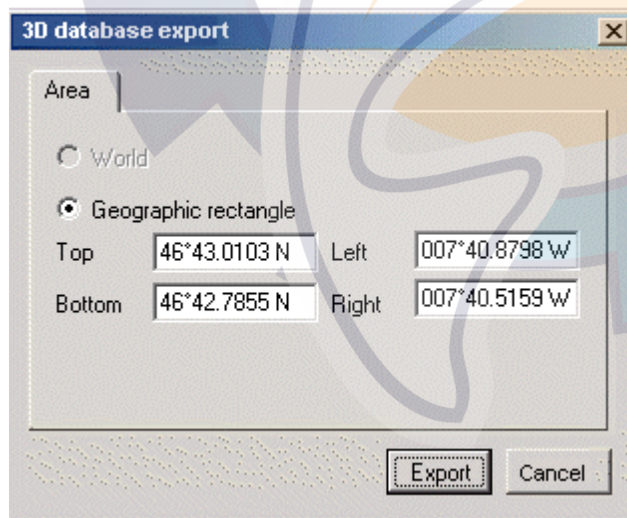 3D database export
Area
World
Geographic rectangle
Top 46°43.0103 N Left 007°40.8798 W
Bottom 46°42.7855 N Right 007°40.5159 W
Export Cancel